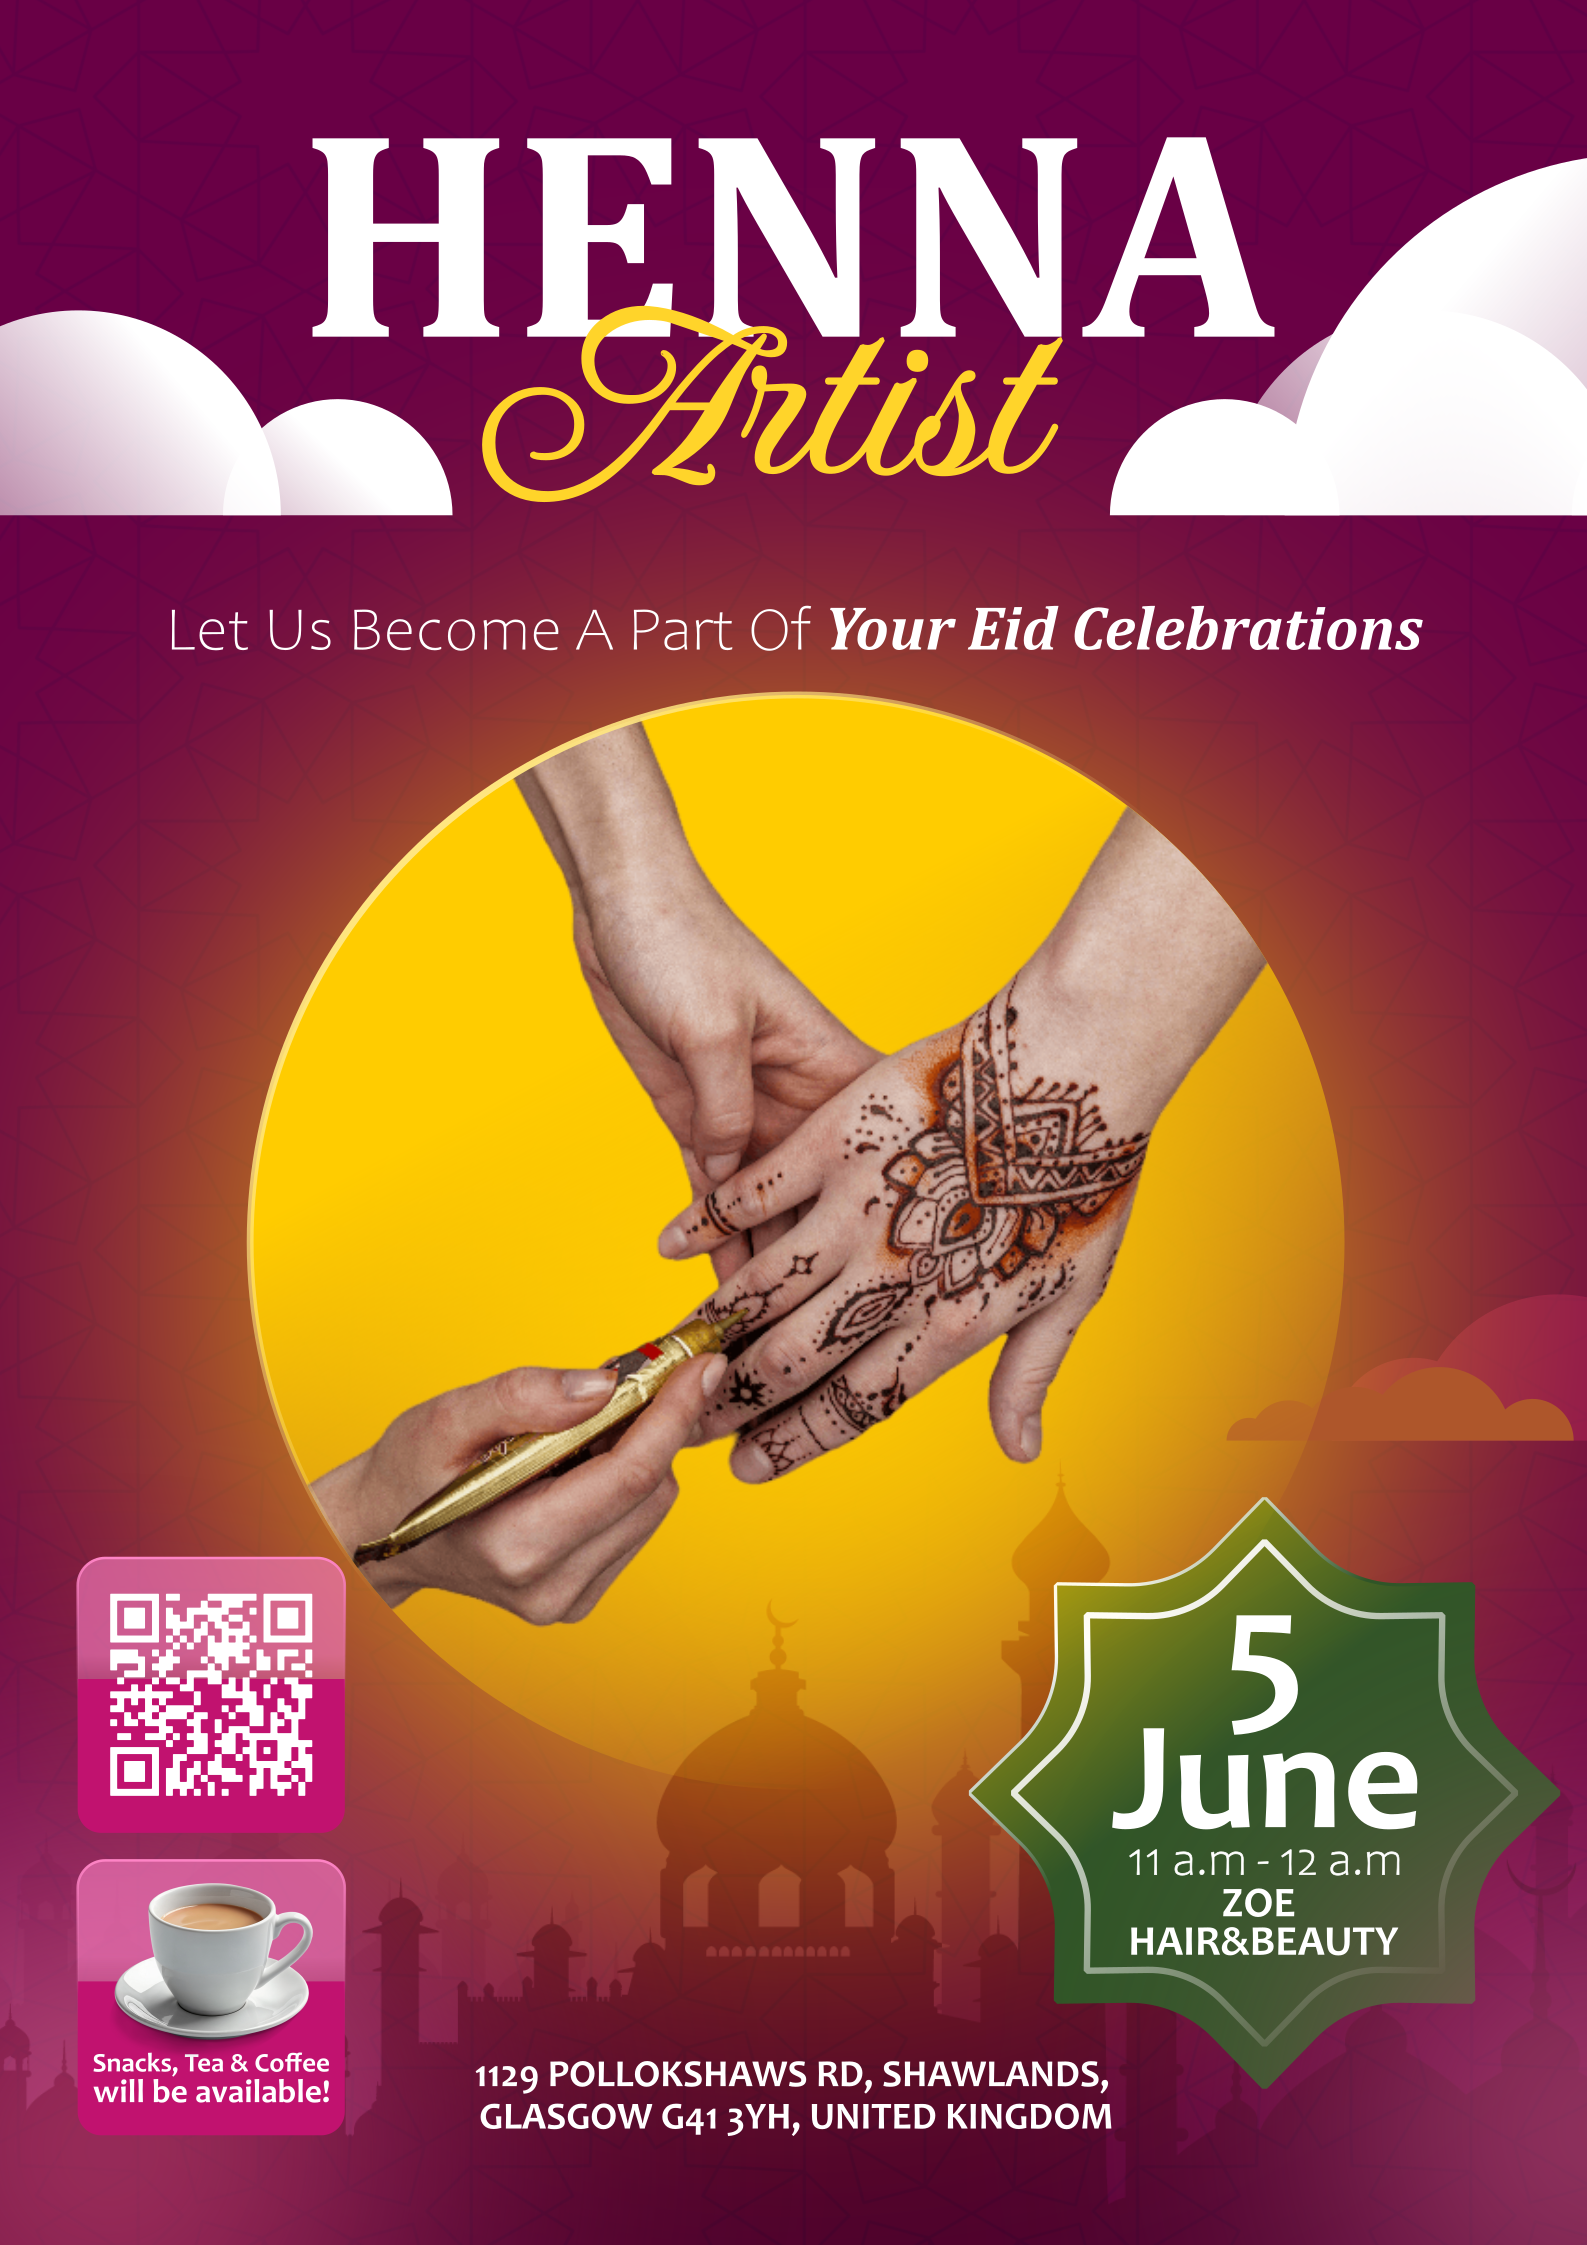 HENNA
Artist
Let Us Become A Part Of Your Eid Celebrations
5
June
11 a.m - 12 a.m
ZOE
HAIR&BEAUTY
Snacks, Tea & Coffee
will be available!
1129 POLLOKSHAWS RD, SHAWLANDS,
GLASGOW G41 3YH, UNITED KINGDOM